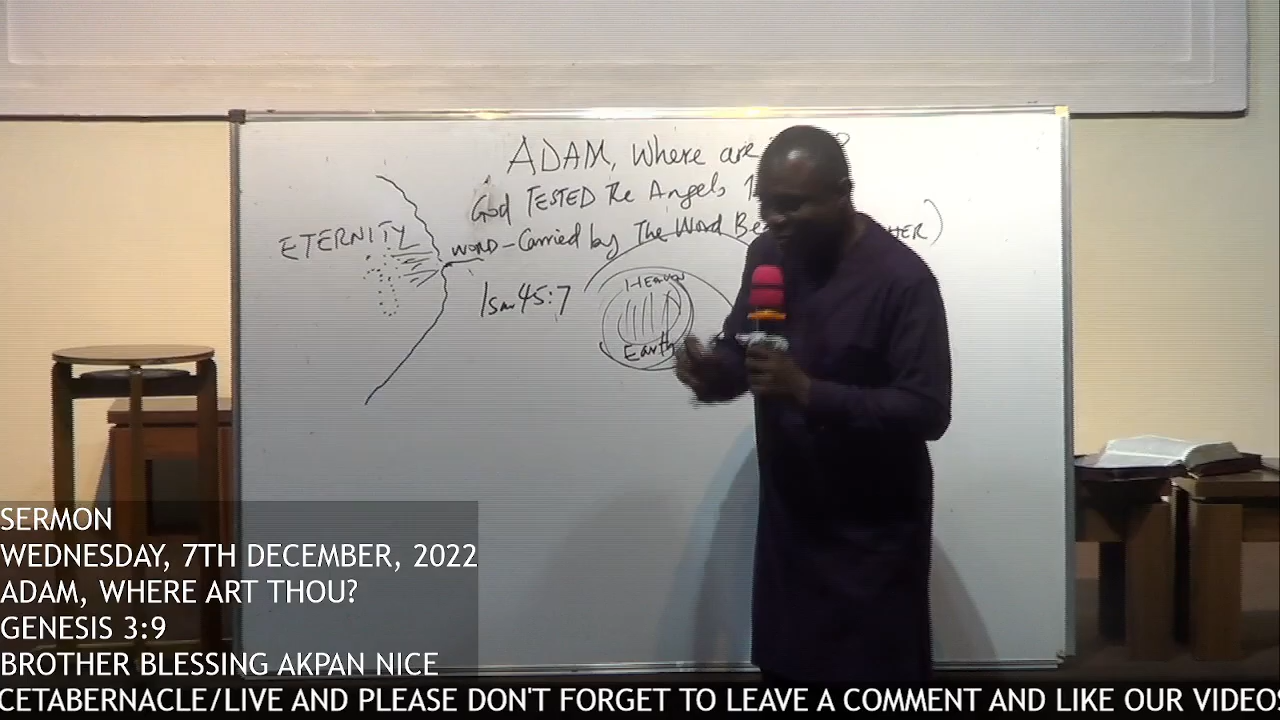 ADAM, Where are
God TESTED The Angels
ETERNITY
WORD-Carried by The Word Be HER)
Isa 45:7
HEAVEN
Earth
SERMON
WEDNESDAY, 7TH DECEMBER, 2022
ADAM, WHERE ART THOU?
GENESIS 3:9
BROTHER BLESSING AKPAN NICE
CETABERNACLE/LIVE AND PLEASE DON'T FORGET TO LEAVE A COMMENT AND LIKE OUR VIDEOS